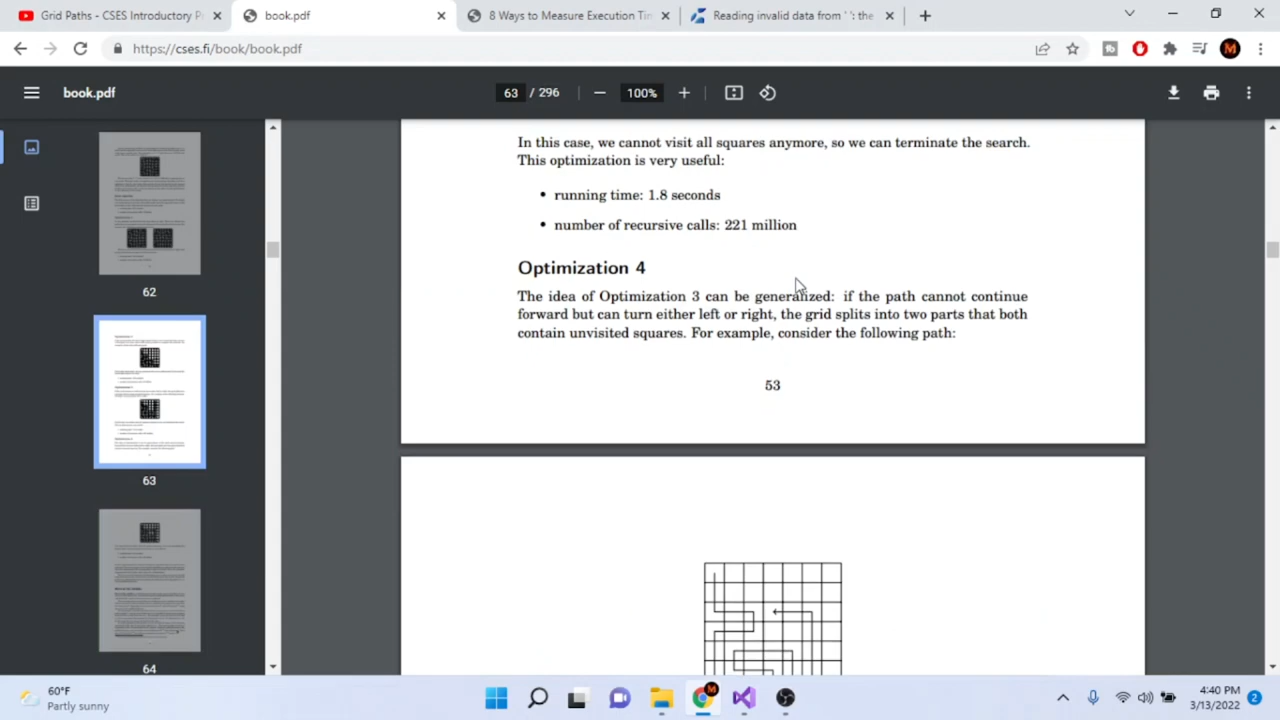 Grid Paths - CSES Introductory P
book.pdf
8 Ways to Measure Execution Tim
Reading invalid data from ' ': the
https://cses.fi/book/book.pdf
M
book.pdf
63 / 296
100%
62
63
64
In this case, we cannot visit all squares anymore, so we can terminate the search.
This optimization is very useful:
• running time: 1.8 seconds
• number of recursive calls: 221 million
Optimization 4
The idea of Optimization 3 can be generalized: if the path cannot continue
forward but can turn either left or right, the grid splits into two parts that both
contain unvisited squares. For example, consider the following path:
53
60°F
Partly sunny
M
4:40 PM
3/13/2022
2